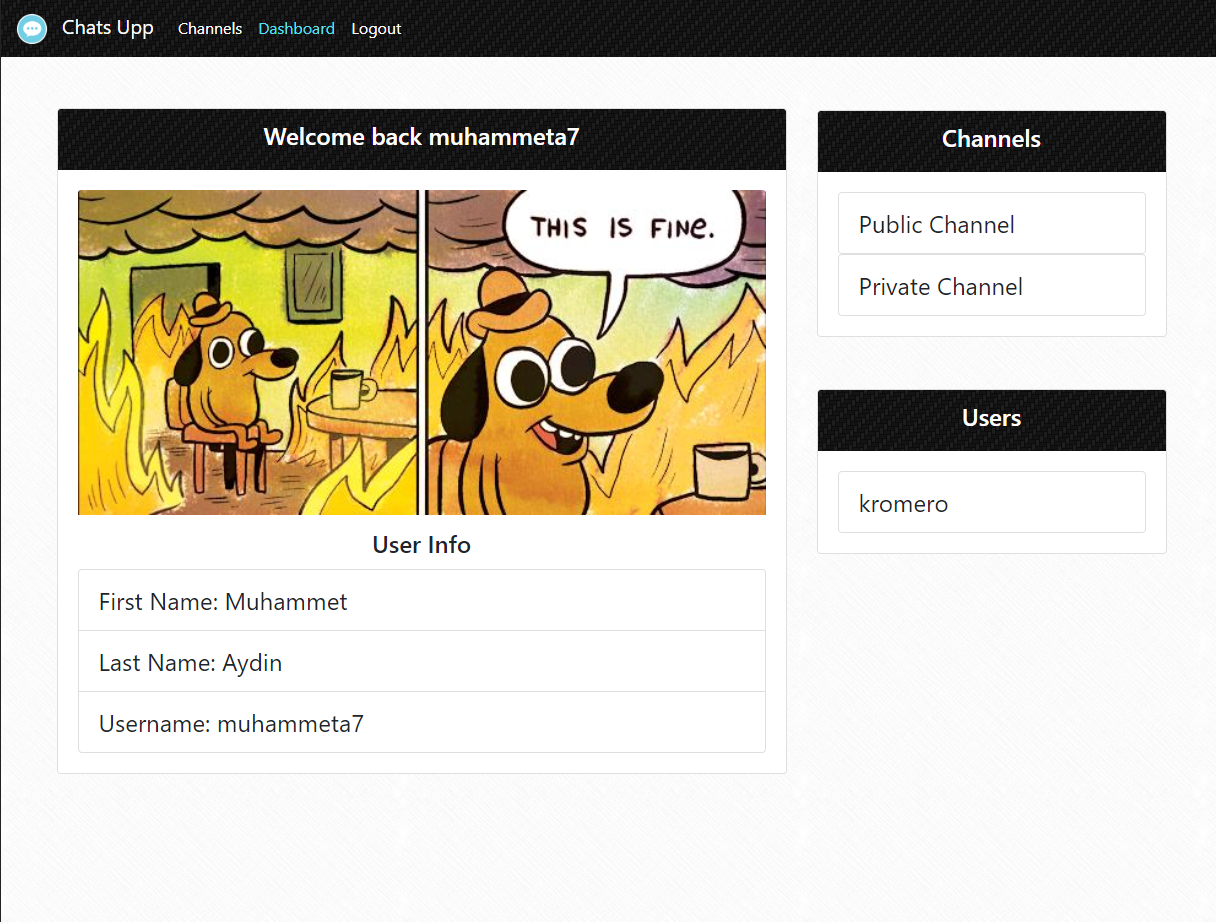 Chats Upp Channels Dashboard Logout
Welcome back muhammeta7
THIS IS FINE.
User Info
First Name: Muhammet
Last Name: Aydin
Username: muhammeta7
Channels
Public Channel
Private Channel
Users
kromero